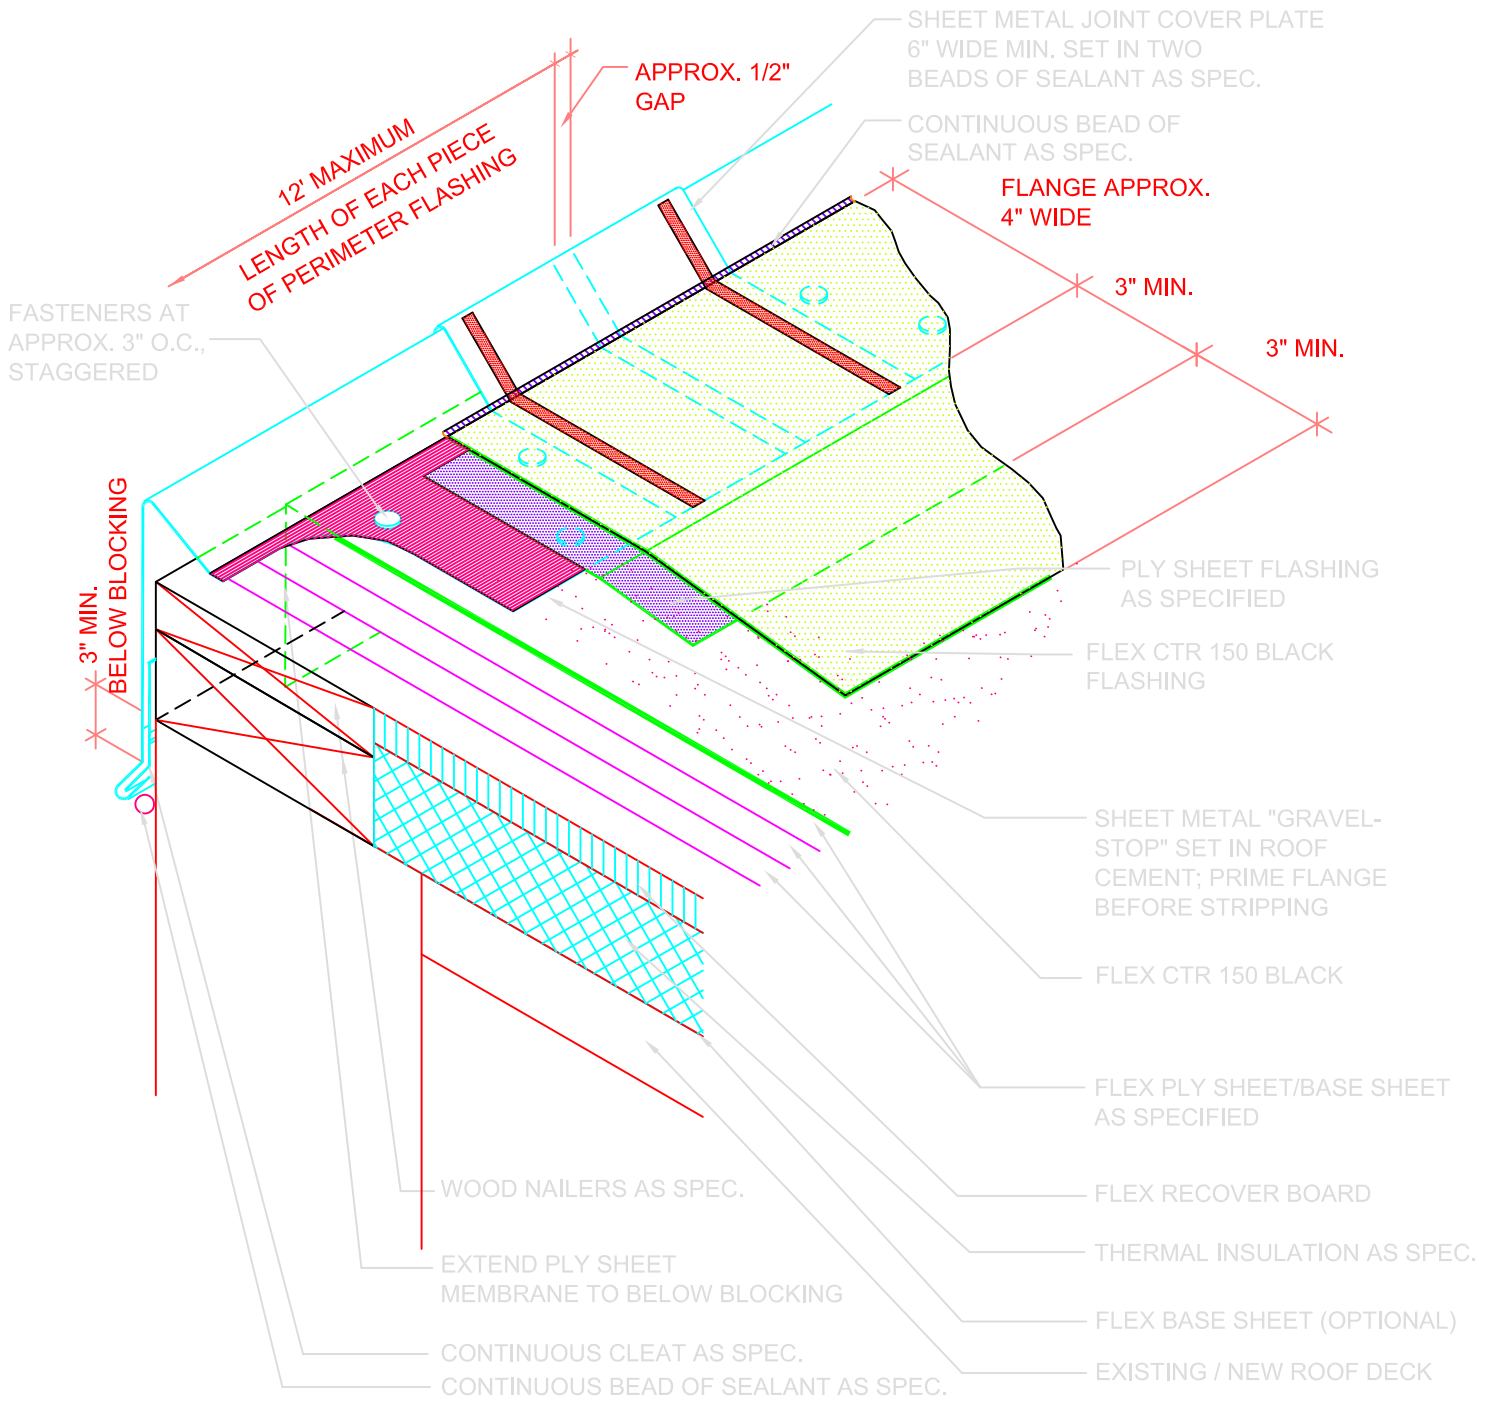 SHEET METAL JOINT COVER PLATE
6" WIDE MIN. SET IN TWO
BEADS OF SEALANT AS SPEC.
APPROX. 1/2"
GAP
CONTINUOUS BEAD OF
SEALANT AS SPEC.
12' MAXIMUM
LENGTH OF EACH PIECE
OF PERIMETER FLASHING
FLANGE APPROX.
4" WIDE
3" MIN.
3" MIN.
FASTENERS AT
APPROX. 3" O.C.,
STAGGERED
3" MIN.
BELOW BLOCKING
PLY SHEET FLASHING
AS SPECIFIED
FLEX CTR 150 BLACK
FLASHING
SHEET METAL "GRAVEL-
STOP" SET IN ROOF
CEMENT; PRIME FLANGE
BEFORE STRIPPING
FLEX CTR 150 BLACK
FLEX PLY SHEET/BASE SHEET
AS SPECIFIED
WOOD NAILERS AS SPEC.
FLEX RECOVER BOARD
EXTEND PLY SHEET
MEMBRANE TO BELOW BLOCKING
THERMAL INSULATION AS SPEC.
FLEX BASE SHEET (OPTIONAL)
CONTINUOUS CLEAT AS SPEC.
EXISTING / NEW ROOF DECK
CONTINUOUS BEAD OF SEALANT AS SPEC.